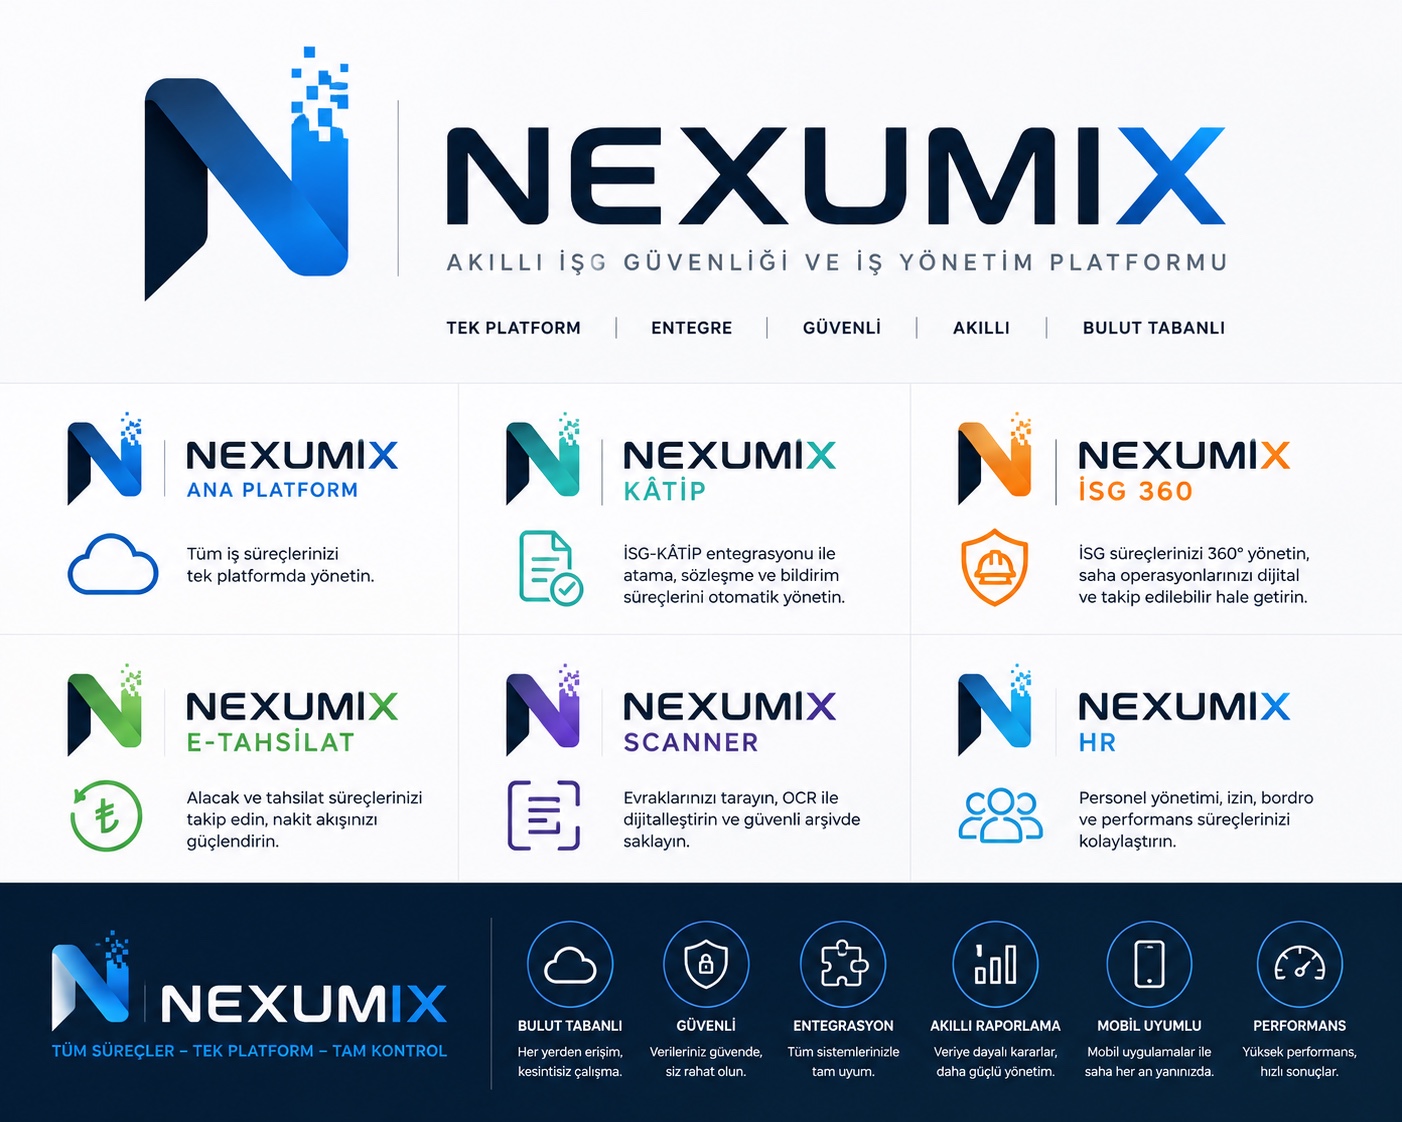 NEXUMIX
AKILLI İŞG GÜVENLİĞİ VE İŞ YÖNETİM PLATFORMU
TEK PLATFORM | ENTEGRE | GÜVENLİ | AKILLI | BULUT TABANLI
NEXUMIX
ANA PLATFORM
Tüm iş süreçlerinizi
tek platformda yönetin.
NEXUMIX
KÂTİP
İSG-KÂTİP entegrasyonu ile
atama, sözleşme ve bildirim
süreçlerini otomatik yönetin.
NEXUMIX
İSG 360
İSG süreçlerinizi 360° yönetin,
saha operasyonlarınızı dijital
ve takip edilebilir hale getirin.
NEXUMIX
E-TAHSİLAT
₺
Alacak ve tahsilat süreçlerinizi
takip edin, nakit akışınızı
güçlendirin.
NEXUMIX
SCANNER
Evraklarınızı tarayın, OCR ile
dijitalleştirin ve güvenli arşivde
saklayın.
NEXUMIX
HR
Personel yönetimi, izin, bordro
ve performans süreçlerinizi
kolaylaştırın.
NEXUMIX
TÜM SÜREÇLER – TEK PLATFORM – TAM KONTROL
BULUT TABANLI
Her yerden erişim,
kesintisiz çalışma.
GÜVENLİ
Verileriniz güvende,
siz rahat olun.
ENTEGRASYON
Tüm sistemlerinizle
tam uyum.
AKILLI RAPORLAMA
Veriye dayalı kararlar,
daha güçlü yönetim.
MOBİL UYUMLU
Mobil uygulamalar ile
saha her an yanınızda.
PERFORMANS
Yüksek performans,
hızlı sonuçlar.